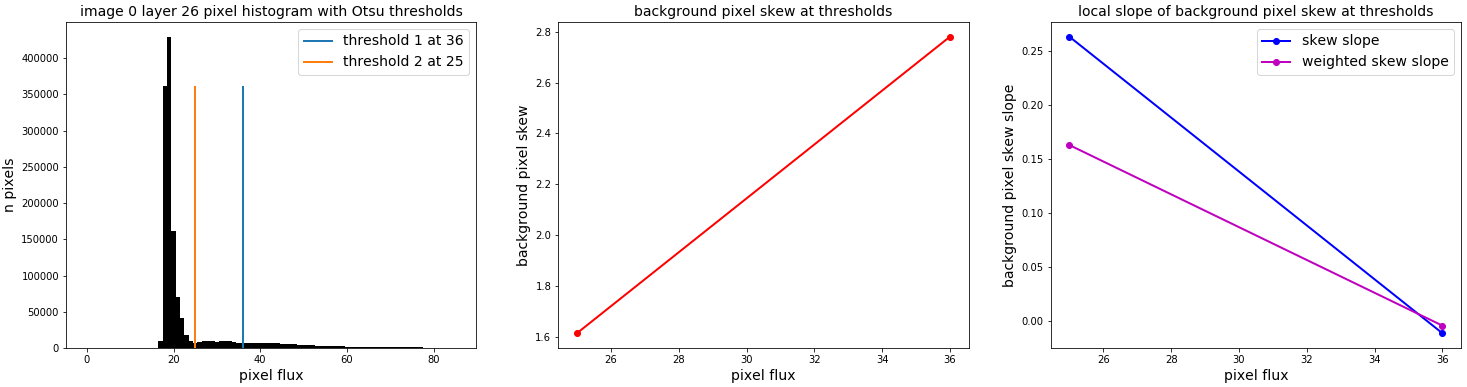 image 0 layer 26 pixel histogram with Otsu thresholds
n pixels
400000
350000
300000
250000
200000
150000
100000
50000
0
threshold 1 at 36
threshold 2 at 25
0 20 40 60 80
pixel flux
background pixel skew at thresholds
background pixel skew
2.8
2.6
2.4
2.2
2.0
1.8
1.6
26 28 30 32 34 36
pixel flux
local slope of background pixel skew at thresholds
background pixel skew slope
0.25
0.20
0.15
0.10
0.05
0.00
skew slope
weighted skew slope
26 28 30 32 34 36
pixel flux